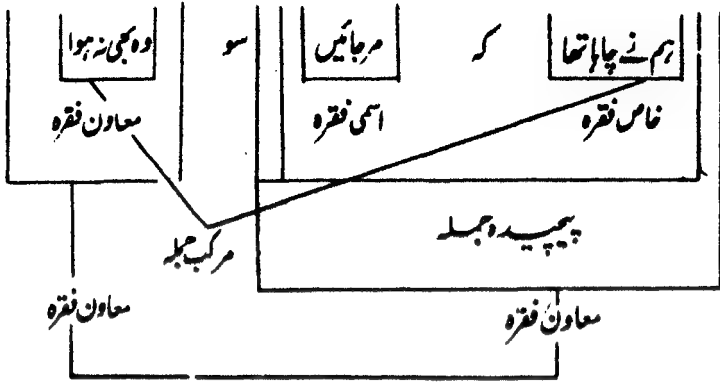 ہم نے چاہا تھا کہ مرجائیں سو وہ بھی نہ ہوا
خاص فقرہ اسمی فقرہ معاون فقرہ
پیچیدہ جملہ
مرکب جملہ
معاون فقرہ معاون فقرہ